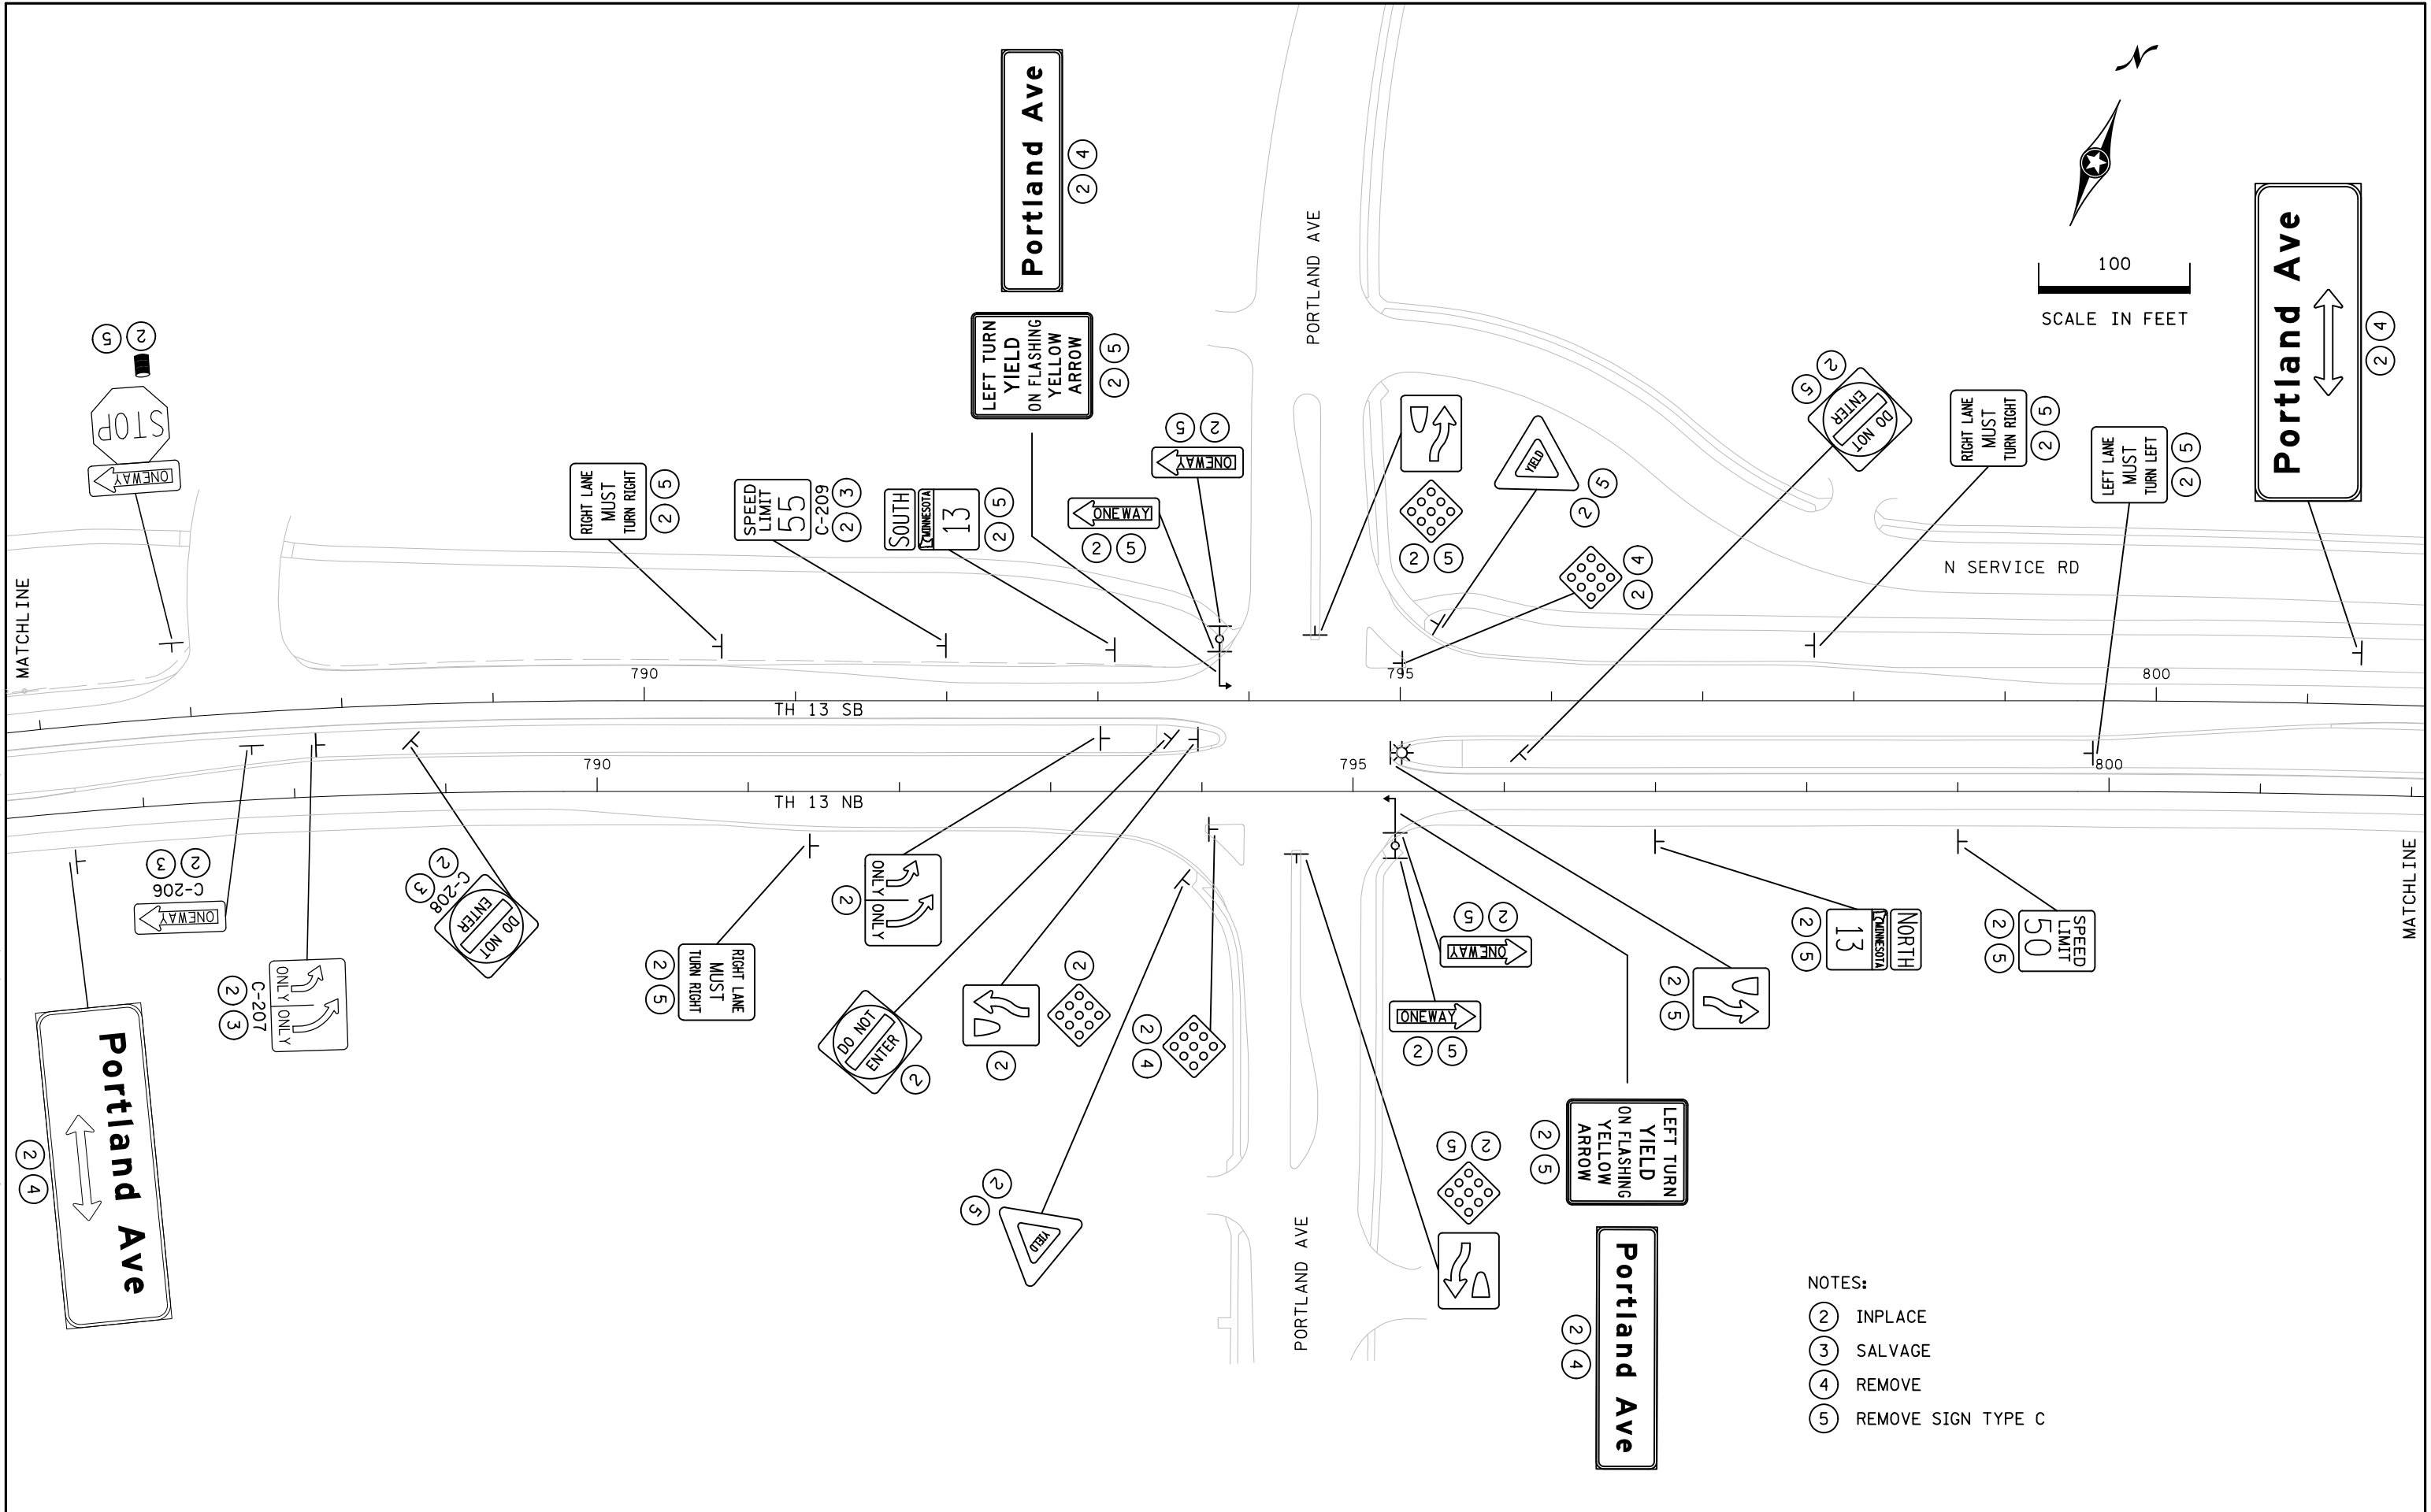 N
Portland Ave
4
2
LEFT TURN
YIELD
ON FLASHING
YELLOW
ARROW
5
2
PORTLAND AVE
100
SCALE IN FEET
Portland Ave
4
2
5 2
STOP
ONEWAY
RIGHT LANE
MUST
TURN RIGHT
5
2
SPEED
LIMIT
55
C-209
3
2
SOUTH
MINNESOTA
13
5
2
5 2
ONEWAY
ONEWAY
2 5
2 5
YIELD
5
2
4
2
2
5
DO NOT
ENTER
RIGHT LANE
MUST
TURN RIGHT
5
2
LEFT LANE
MUST
TURN LEFT
5
2
N SERVICE RD
MATCHLINE
790
795
800
TH 13 SB
790
795
800
TH 13 NB
MATCHLINE
3 2
C-206
ONEWAY
ONLY ONLY
C-207
2
3
2
3
C-208
DO NOT
ENTER
RIGHT LANE
MUST
TURN RIGHT
2
5
ONLY ONLY
2
DO NOT
ENTER
2
2
2
2
4
2
5
YIELD
5 2
ONEWAY
ONEWAY
2 5
2
5
NORTH
MINNESOTA
13
2
5
SPEED
LIMIT
50
2
5
Portland Ave
2
4
PORTLAND AVE
5 2
LEFT TURN
YIELD
ON FLASHING
YELLOW
ARROW
2
5
Portland Ave
2
4
NOTES:
2 INPLACE
3 SALVAGE
4 REMOVE
5 REMOVE SIGN TYPE C